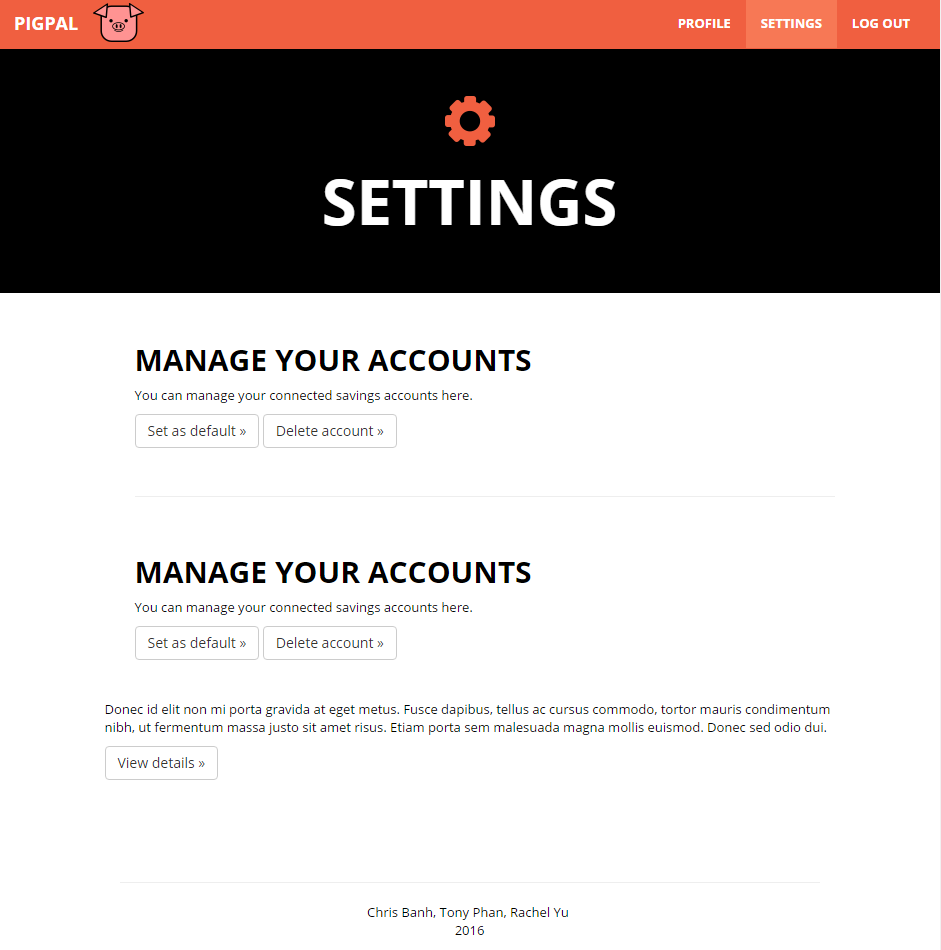 PIGPAL
PROFILE
SETTINGS
LOG OUT
SETTINGS
MANAGE YOUR ACCOUNTS
You can manage your connected savings accounts here.
Set as default »
Delete account »
MANAGE YOUR ACCOUNTS
You can manage your connected savings accounts here.
Set as default »
Delete account »
Donec id elit non mi porta gravida at eget metus. Fusce dapibus, tellus ac cursus commodo, tortor mauris condimentum
nibh, ut fermentum massa justo sit amet risus. Etiam porta sem malesuada magna mollis euismod. Donec sed odio dui.
View details »
Chris Banh, Tony Phan, Rachel Yu
2016